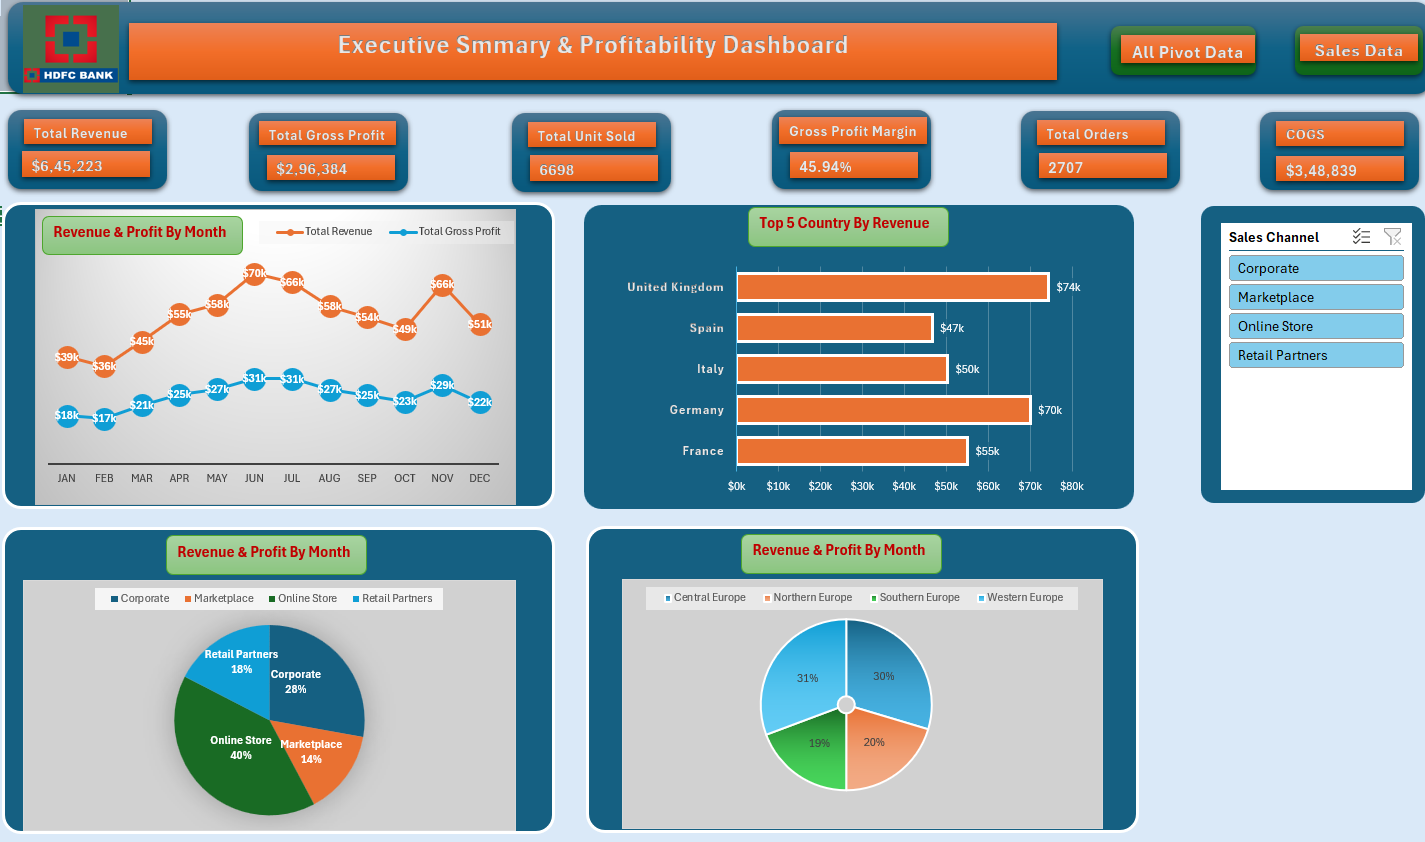 HDFC BANK
Executive Smmary & Profitability Dashboard
All Pivot Data
Sales Data
Total Revenue
$6,45,223
Total Gross Profit
$2,96,384
Total Unit Sold
6698
Gross Profit Margin
45.94%
Total Orders
2707
COGS
$3,48,839
Revenue & Profit By Month
Total Revenue
Total Gross Profit
$39k
$36k
$45k
$55k
$58k
$70k
$66k
$58k
$54k
$49k
$66k
$51k
$18k
$17k
$21k
$25k
$27k
$31k
$31k
$27k
$25k
$23k
$29k
$22k
JAN FEB MAR APR MAY JUN JUL AUG SEP OCT NOV DEC
Top 5 Country By Revenue
United Kingdom $74k
Spain $47k
Italy $50k
Germany $70k
France $55k
$0k $10k $20k $30k $40k $50k $60k $70k $80k
Sales Channel
Corporate
Marketplace
Online Store
Retail Partners
Revenue & Profit By Month
Corporate Marketplace Online Store Retail Partners
Retail Partners
18%
Corporate
28%
Online Store
40%
Marketplace
14%
Revenue & Profit By Month
Central Europe Northern Europe Southern Europe Western Europe
31%
30%
19%
20%